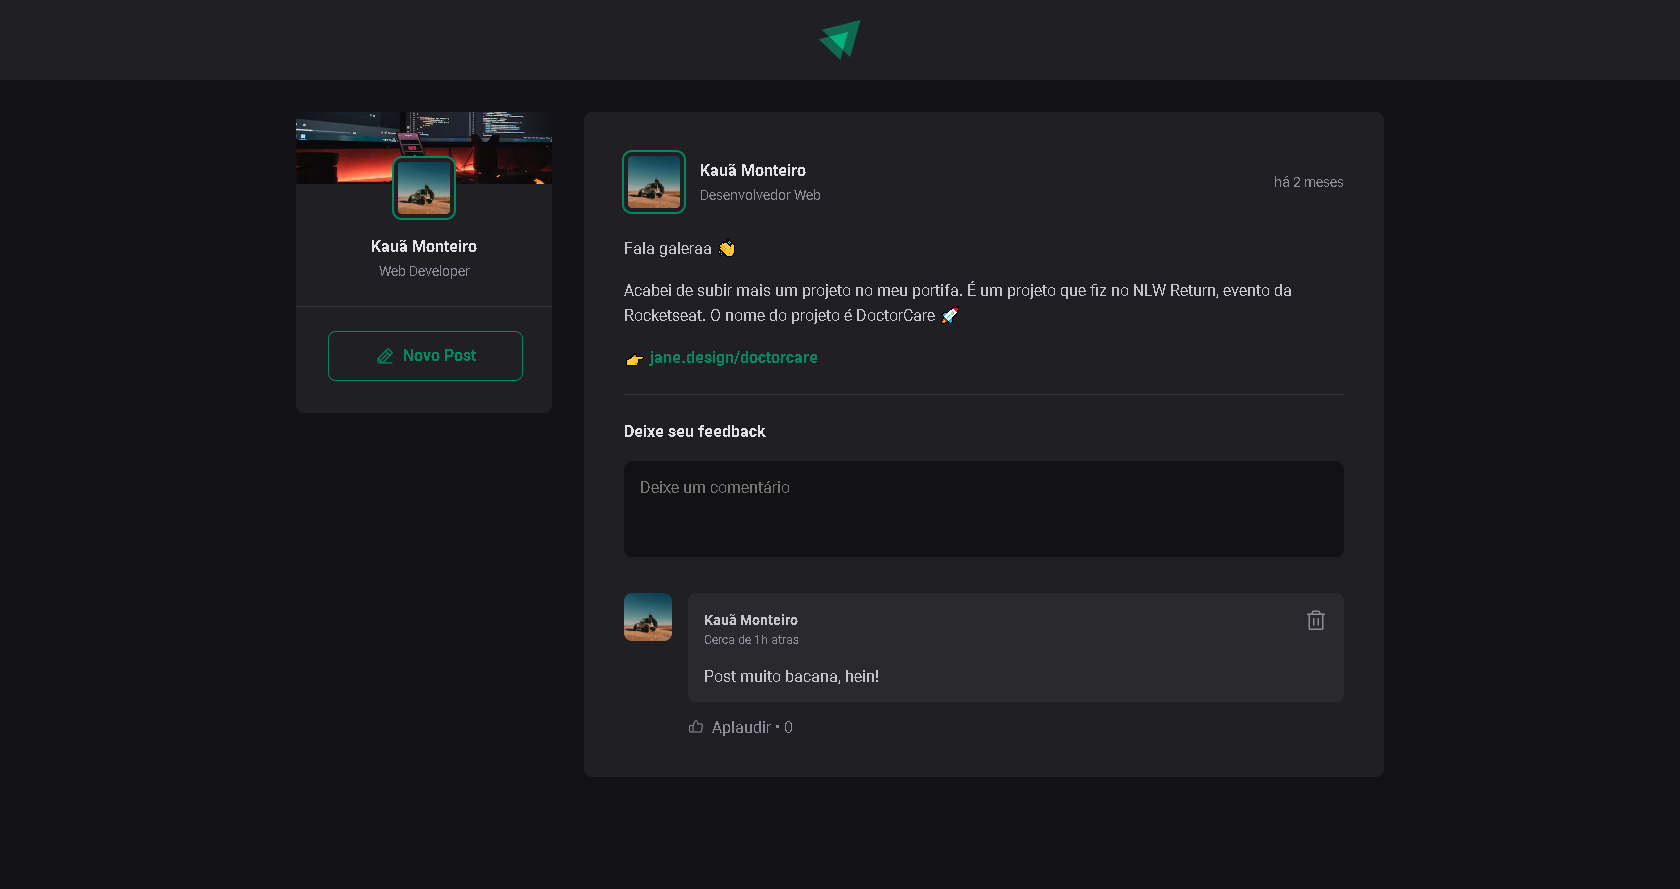 Kauã Monteiro
Web Developer
Novo Post
Kauã Monteiro
Desenvolvedor Web
há 2 meses
Fala galeraa 👋
Acabei de subir mais um projeto no meu portifa. É um projeto que fiz no NLW Return, evento da
Rocketseat. O nome do projeto é DoctorCare 🚀
👉 jane.design/doctorcare
Deixe seu feedback
Deixe um comentário
Kauã Monteiro
Cerca de 1h atras
Post muito bacana, hein!
Aplaudir • 0